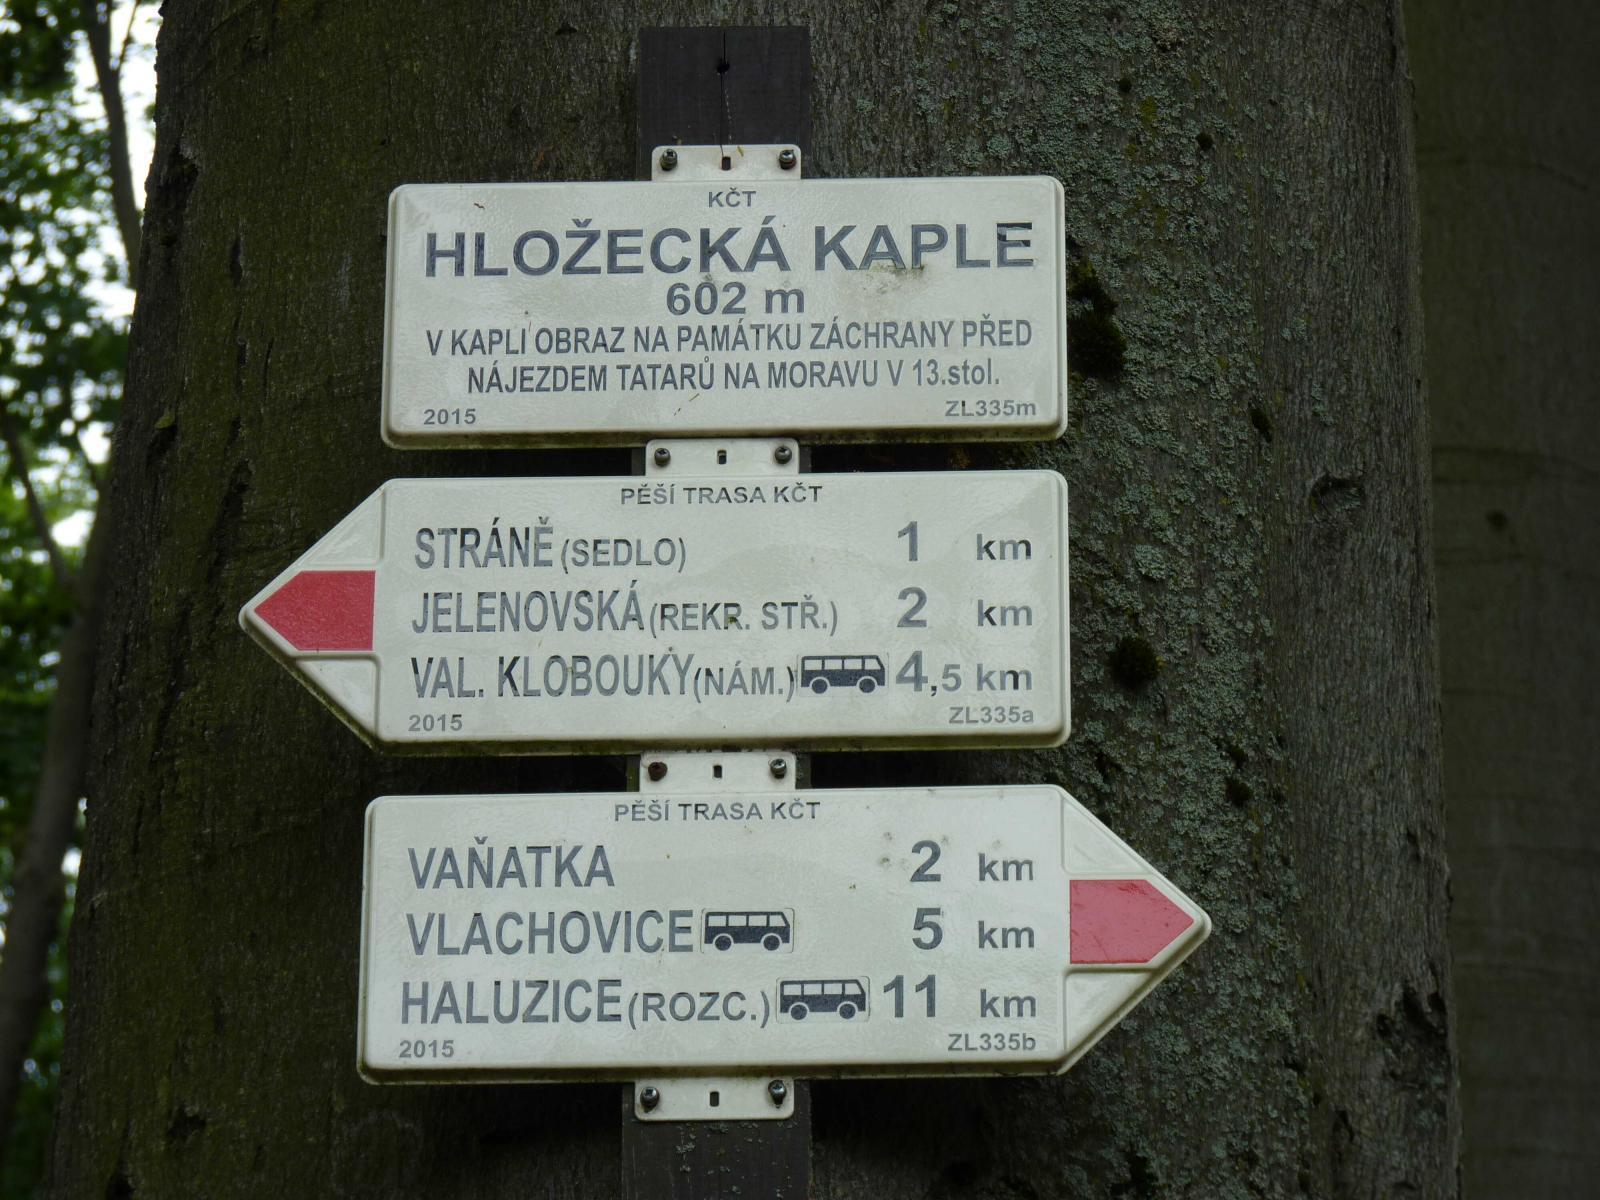 KČT
HLOŽECKÁ KAPLE
602 m
V KAPLI OBRAZ NA PAMÁTKU ZÁCHRANY PŘED
NÁJEZDEM TATARŮ NA MORAVU V 13.stol.
2015 ZL335m
PĚŠÍ TRASA KČT
STRÁNĚ (SEDLO) 1 km
JELENOVSKÁ (REKR. STŘ.) 2 km
VAL. KLOBOUKY (NÁM.) 4,5 km
2015 ZL335a
PĚŠÍ TRASA KČT
VAŇATKA 2 km
VLACHOVICE 5 km
HALUZICE (ROZC.) 11 km
2015 ZL335b